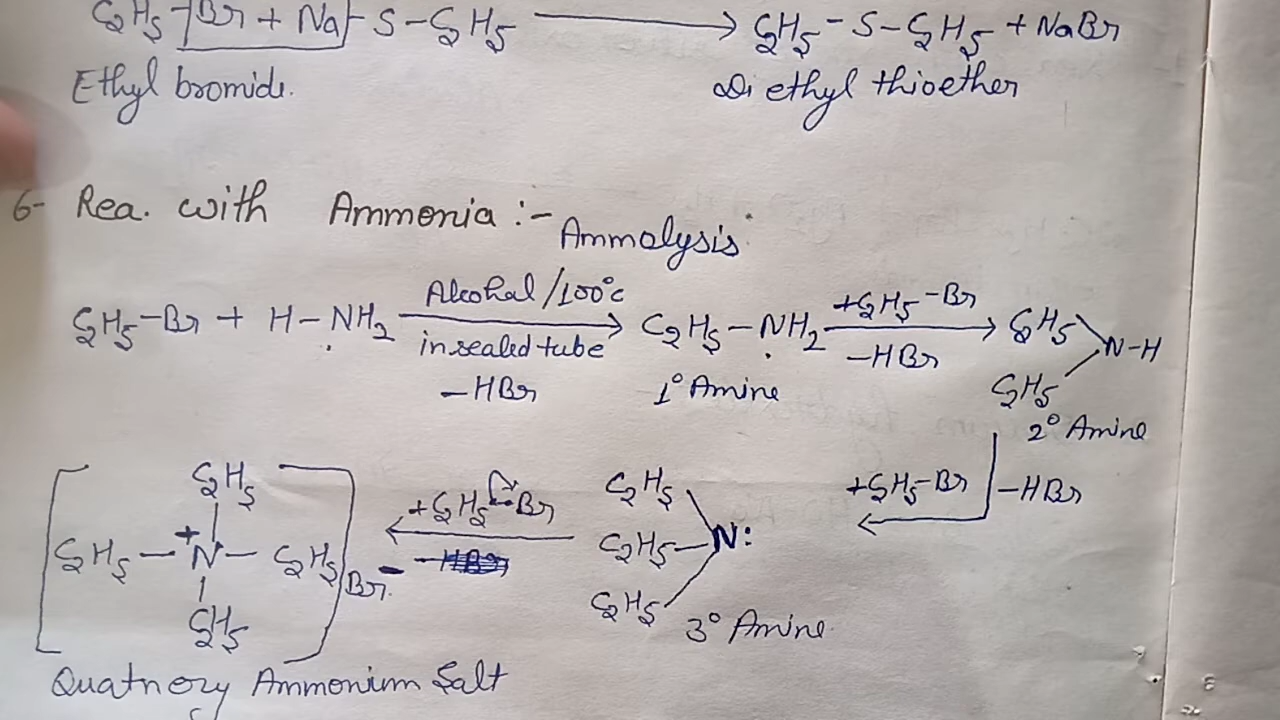 C2H5-Br + Na-S-C2H5 ⟶ C2H5-S-C2H5 + NaBr
Ethyl bromide. Di ethyl thioether
6- Rea. with Ammonia :- Ammolysis
C2H5-Br + H-NH2 Alcohal/100°c in sealed tube -HBr ⟶ C2H5-NH2 +C2H5-Br -HBr ⟶ C2H5 C2H5 N-H
1° Amine 2° Amine
+C2H5-Br -HBr
[C2H5 C2H5-N+-C2H5 C2H5] Br- ⟵ +C2H5-Br C2H5 C2H5-N: C2H5
3° Amine
Quatnory Ammonium Salt